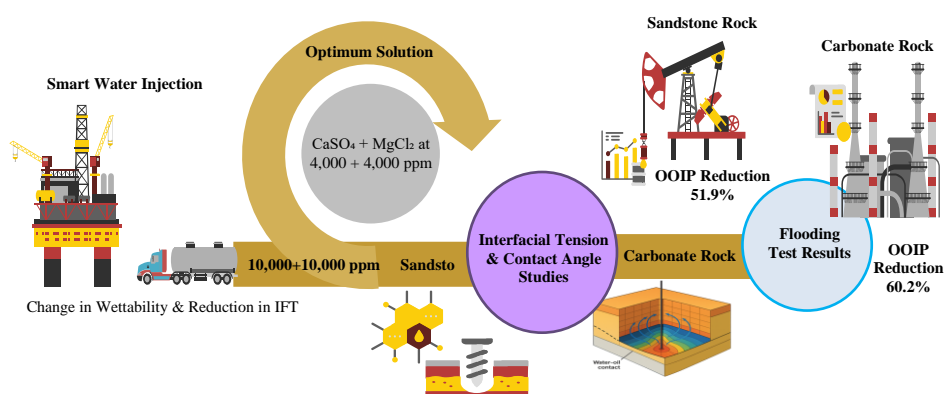 Smart Water Injection
Change in Wettability & Reduction in IFT
Optimum Solution
CaSO₄ + MgCl₂ at
4,000 + 4,000 ppm
10,000+10,000 ppm
Sandsto
Interfacial Tension
& Contact Angle
Studies
Carbonate Rock
Water-oil
contact
Sandstone Rock
OOIP Reduction
51.9%
Flooding
Test Results
Carbonate Rock
OOIP
Reduction
60.2%